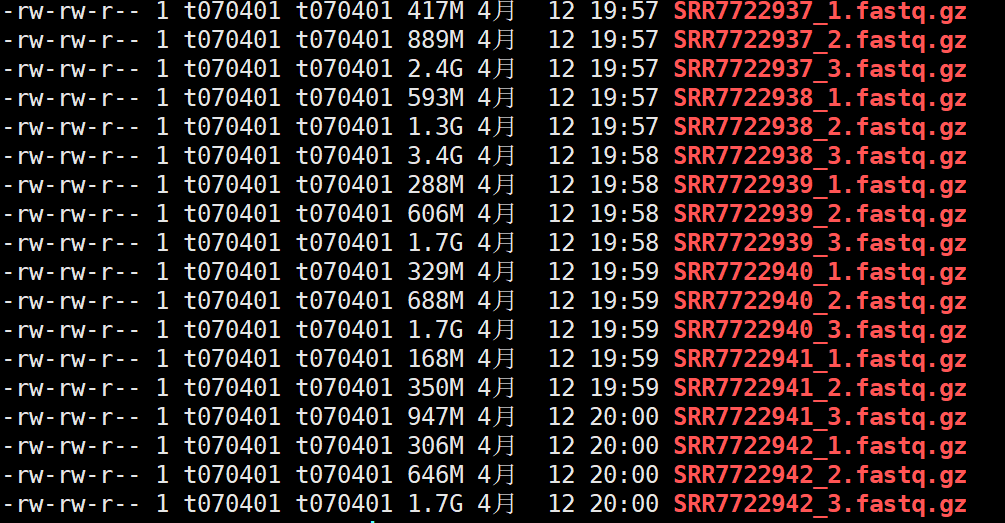 -rw-rw-r-- 1 t070401 t070401 417M 4月 12 19:57 SRR7722937_1.fastq.gz
-rw-rw-r-- 1 t070401 t070401 889M 4月 12 19:57 SRR7722937_2.fastq.gz
-rw-rw-r-- 1 t070401 t070401 2.4G 4月 12 19:57 SRR7722937_3.fastq.gz
-rw-rw-r-- 1 t070401 t070401 593M 4月 12 19:57 SRR7722938_1.fastq.gz
-rw-rw-r-- 1 t070401 t070401 1.3G 4月 12 19:57 SRR7722938_2.fastq.gz
-rw-rw-r-- 1 t070401 t070401 3.4G 4月 12 19:58 SRR7722938_3.fastq.gz
-rw-rw-r-- 1 t070401 t070401 288M 4月 12 19:58 SRR7722939_1.fastq.gz
-rw-rw-r-- 1 t070401 t070401 606M 4月 12 19:58 SRR7722939_2.fastq.gz
-rw-rw-r-- 1 t070401 t070401 1.7G 4月 12 19:58 SRR7722939_3.fastq.gz
-rw-rw-r-- 1 t070401 t070401 329M 4月 12 19:59 SRR7722940_1.fastq.gz
-rw-rw-r-- 1 t070401 t070401 688M 4月 12 19:59 SRR7722940_2.fastq.gz
-rw-rw-r-- 1 t070401 t070401 1.7G 4月 12 19:59 SRR7722940_3.fastq.gz
-rw-rw-r-- 1 t070401 t070401 168M 4月 12 19:59 SRR7722941_1.fastq.gz
-rw-rw-r-- 1 t070401 t070401 350M 4月 12 19:59 SRR7722941_2.fastq.gz
-rw-rw-r-- 1 t070401 t070401 947M 4月 12 20:00 SRR7722941_3.fastq.gz
-rw-rw-r-- 1 t070401 t070401 306M 4月 12 20:00 SRR7722942_1.fastq.gz
-rw-rw-r-- 1 t070401 t070401 646M 4月 12 20:00 SRR7722942_2.fastq.gz
-rw-rw-r-- 1 t070401 t070401 1.7G 4月 12 20:00 SRR7722942_3.fastq.gz